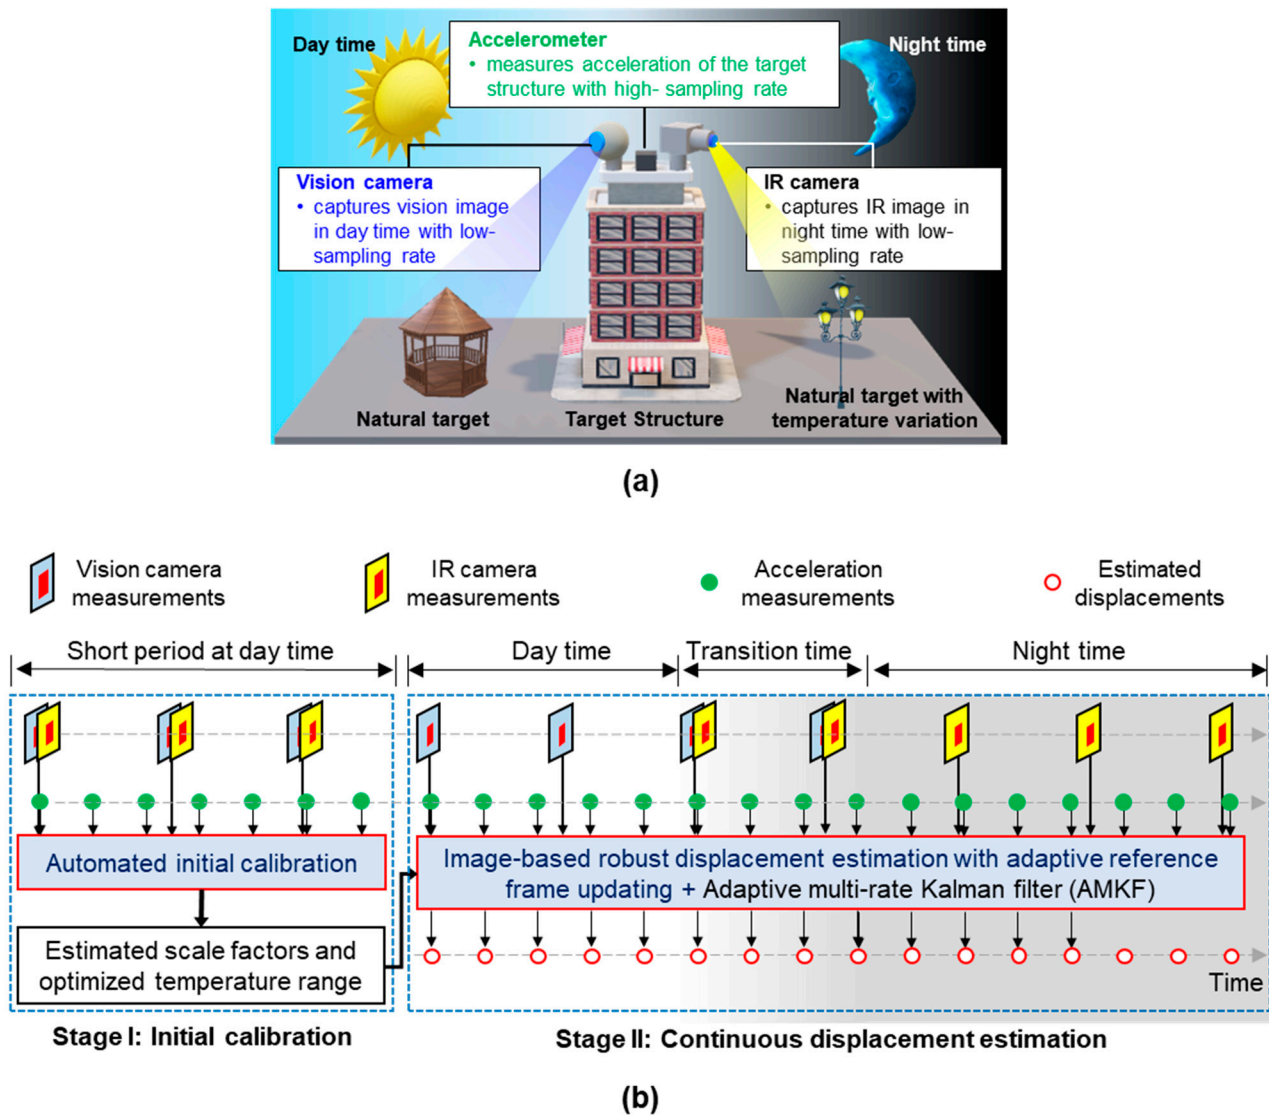 Day time
Accelerometer
• measures acceleration of the target
structure with high- sampling rate
Night time
Vision camera
• captures vision image
in day time with low-
sampling rate
IR camera
• captures IR image in
night time with low-
sampling rate
Natural target
Target Structure
Natural target with
temperature variation
(a)
Vision camera
measurements
IR camera
measurements
Acceleration
measurements
Estimated
displacements
Short period at day time
Day time
Transition time
Night time
Automated initial calibration
Image-based robust displacement estimation with adaptive reference
frame updating + Adaptive multi-rate Kalman filter (AMKF)
Estimated scale factors and
optimized temperature range
Time
Stage I: Initial calibration
Stage II: Continuous displacement estimation
(b)